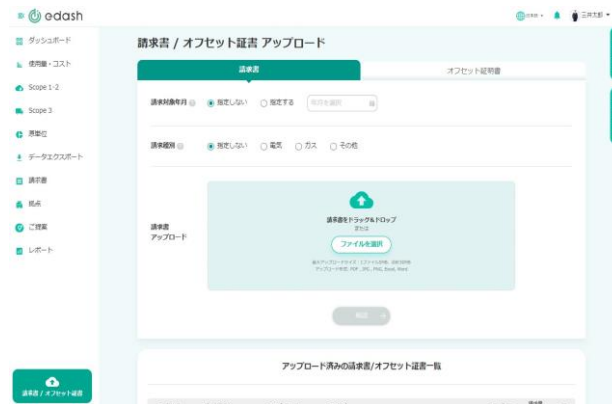 edash
三井太郎
ダッシュボード
使用量・コスト
Scope 1-2
Scope 3
原単位
データエクスポート
請求書
拠点
ご提案
レポート
請求書 / オフセット証書
請求書 / オフセット証書 アップロード
請求書
オフセット証明書
請求対象年月
指定しない
指定する
年月を選択
請求種別
指定しない
電気
ガス
その他
請求書
アップロード
請求書をドラッグ&ドロップ
または
ファイルを選択
アップロード済みの請求書/オフセット証書一覧